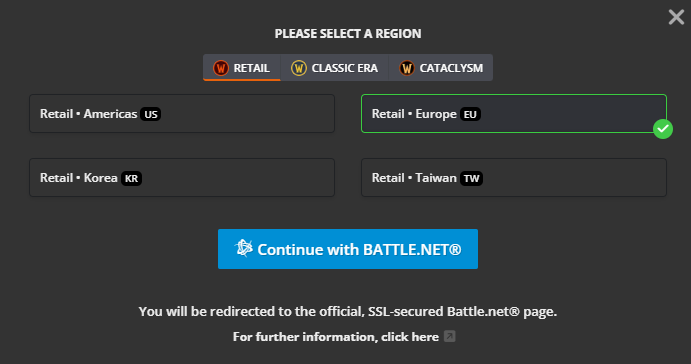 PLEASE SELECT A REGION
RETAIL CLASSIC ERA CATACLYSM
Retail • Americas US
Retail • Europe EU
Retail • Korea KR
Retail • Taiwan TW
Continue with BATTLE.NET®
You will be redirected to the official, SSL-secured Battle.net® page.
For further information, click here